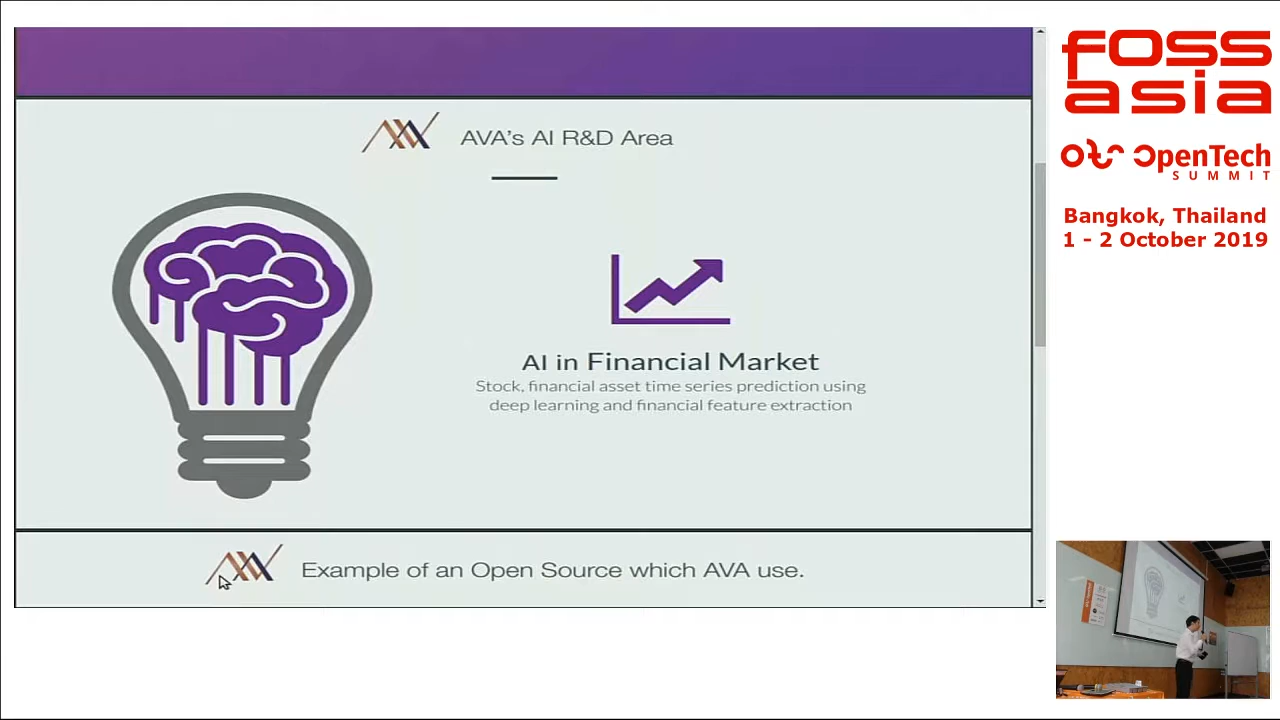 AVA's AI R&D Area
AI in Financial Market
Stock, financial asset time series prediction using
deep learning and financial feature extraction
Example of an Open Source which AVA use.
FOSS
asia
OpenTech
SUMMIT
Bangkok, Thailand
1 - 2 October 2019